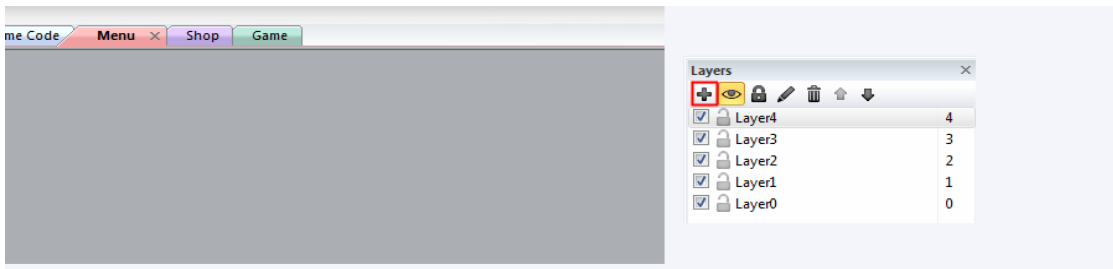 me Code Menu Shop Game
Layers
Layer4 4
Layer3 3
Layer2 2
Layer1 1
Layer0 0